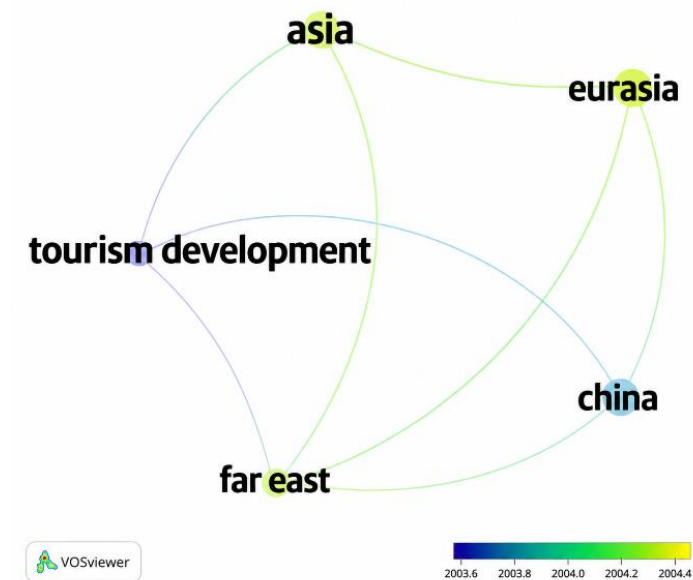 asia
eurasia
tourism development
china
far east
VOSviewer
2003.6 2003.8 2004.0 2004.2 2004.4